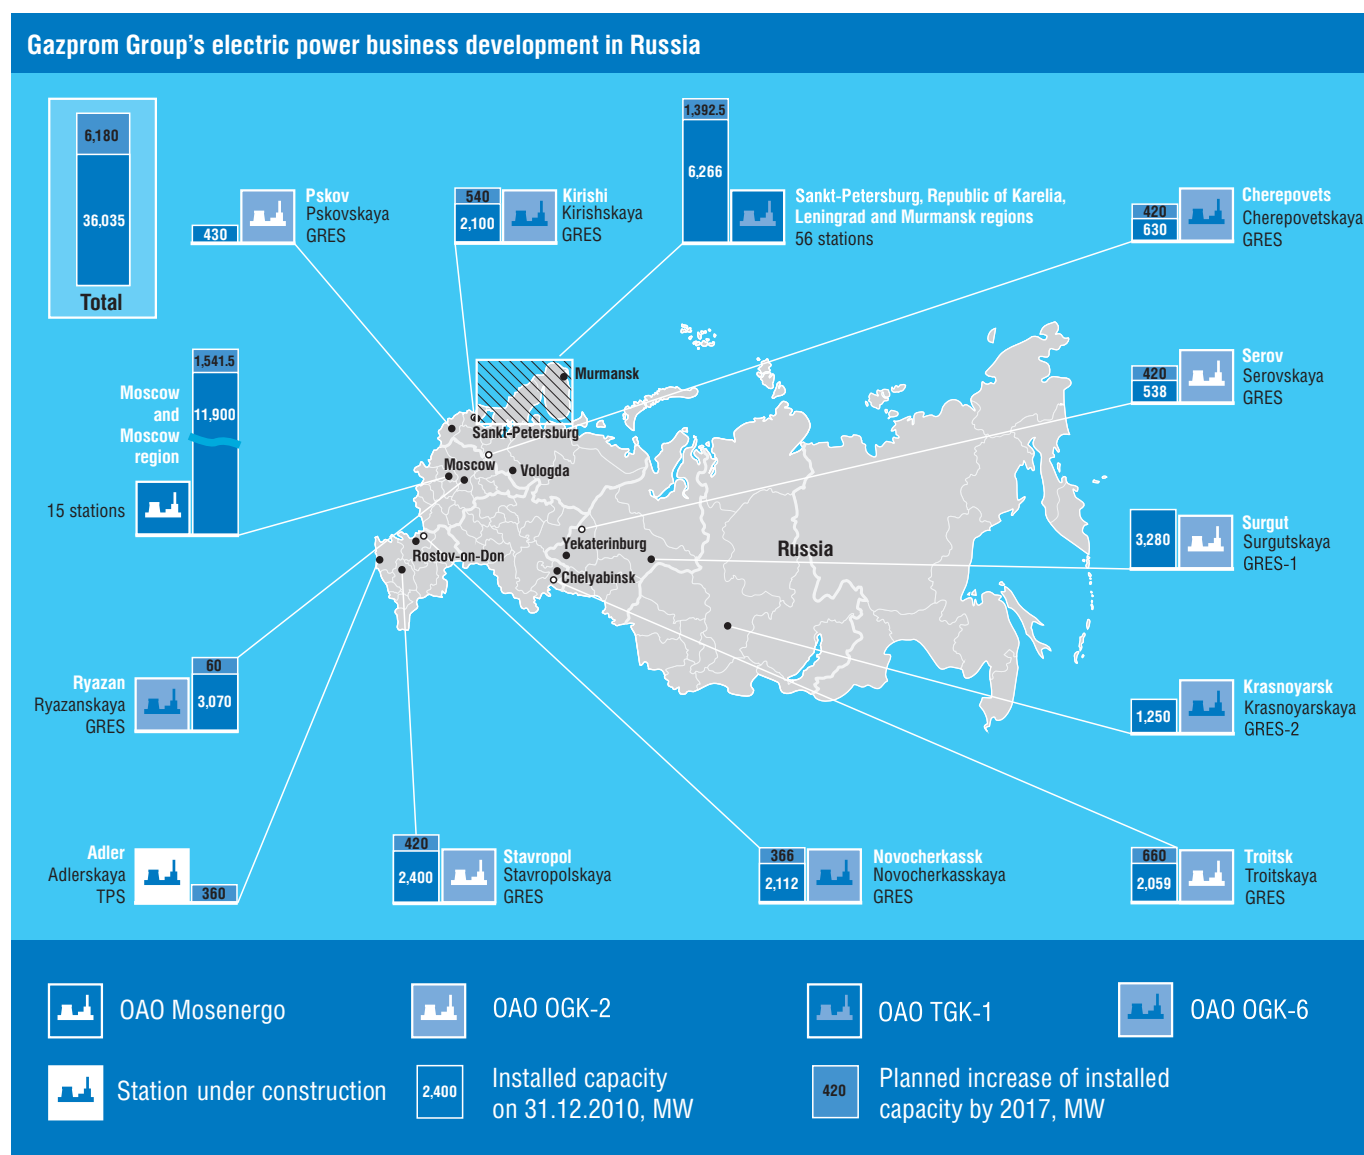 Gazprom Group’s electric power business development in Russia
6,180
36,035
Total
430
Pskov
Pskovskaya
GRES
540
2,100
Kirishi
Kirishskaya
GRES
1,392.5
6,266
Sankt-Petersburg, Republic of Karelia,
Leningrad and Murmansk regions
56 stations
420
630
Cherepovets
Cherepovetskaya
GRES
1,541.5
11,900
Moscow
and
Moscow
region
15 stations
420
538
Serov
Serovskaya
GRES
Murmansk
Sankt-Petersburg
Moscow
Vologda
Rostov-on-Don
Yekaterinburg
Chelyabinsk
Russia
3,280
Surgut
Surgutskaya
GRES-1
Ryazan
Ryazanskaya
GRES
60
3,070
1,250
Krasnoyarsk
Krasnoyarskaya
GRES-2
Adler
Adlerskaya
TPS
360
420
2,400
Stavropol
Stavropolskaya
GRES
366
2,112
Novocherkassk
Novocherkasskaya
GRES
660
2,059
Troitsk
Troitskaya
GRES
OAO Mosenergo
OAO OGK-2
OAO TGK-1
OAO OGK-6
Station under construction
2,400
Installed capacity
on 31.12.2010, MW
420
Planned increase of installed
capacity by 2017, MW